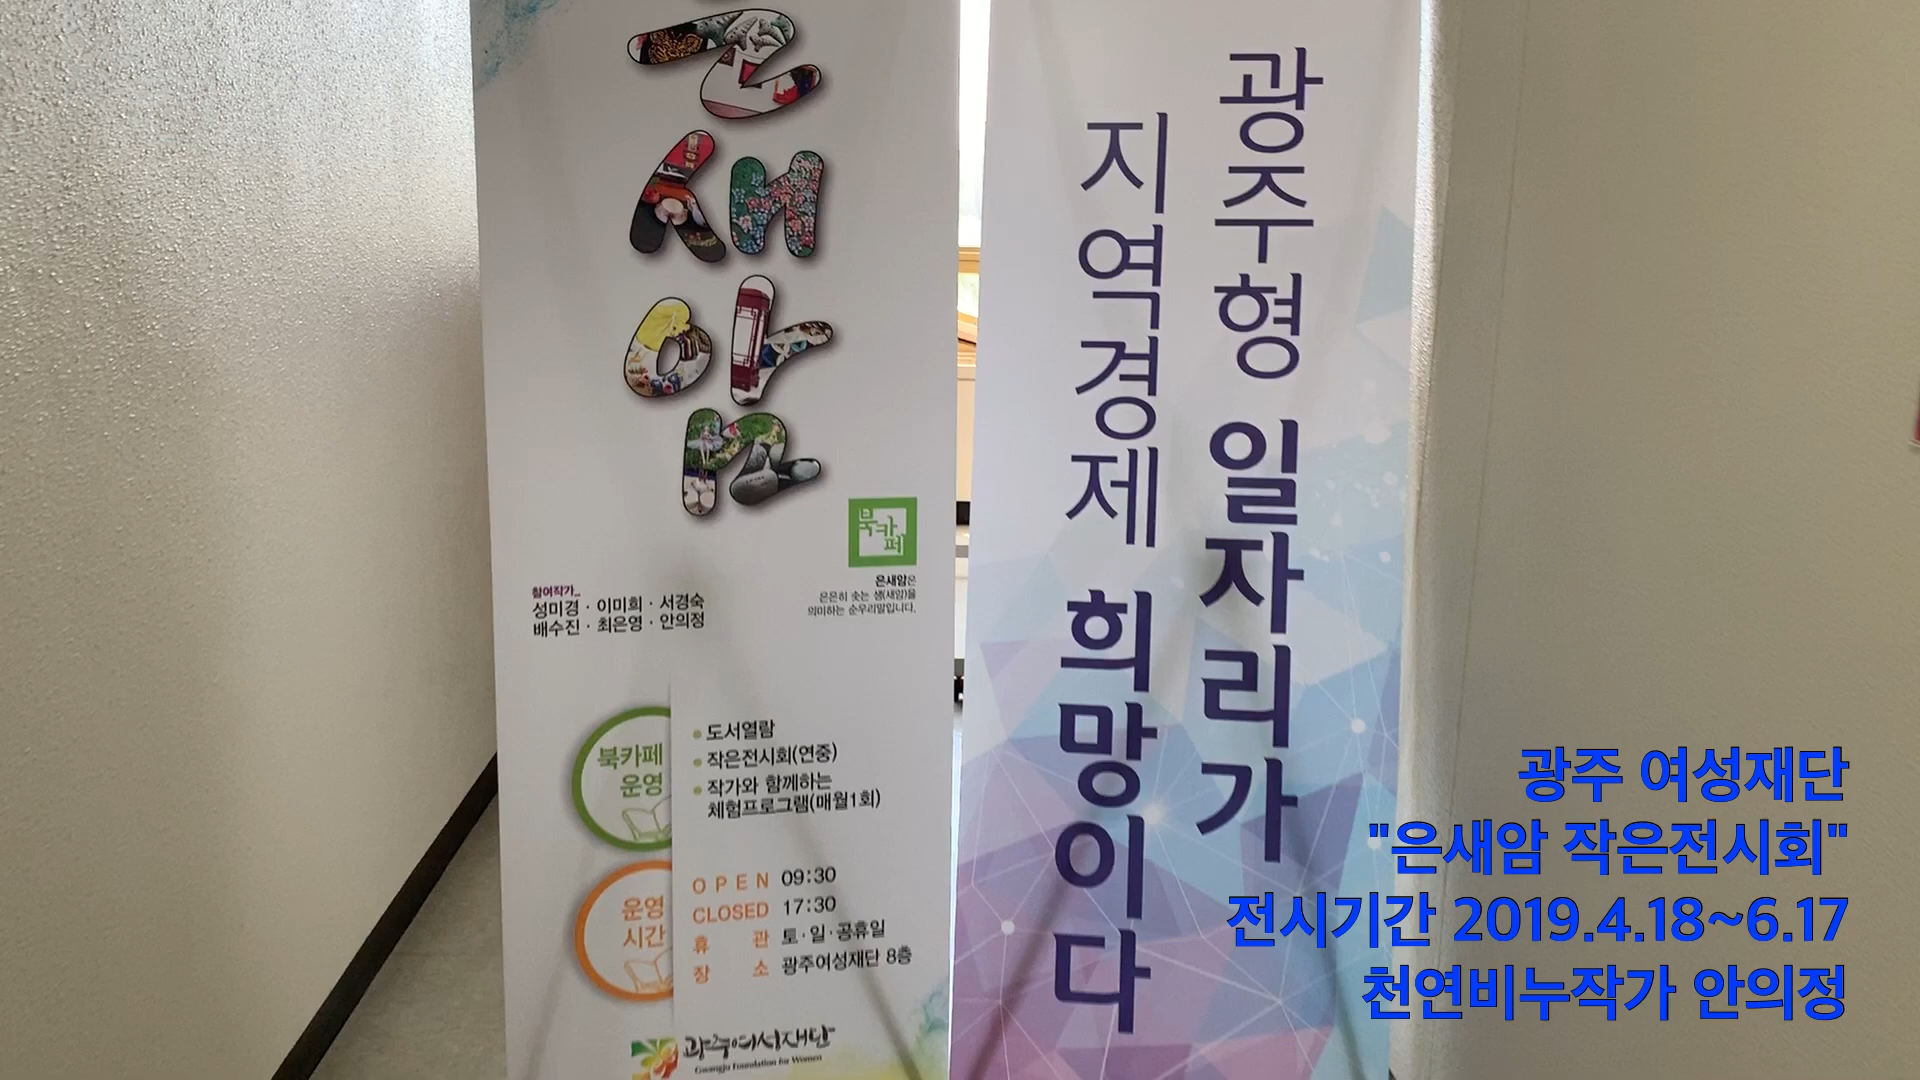 은
새
암
북카페
은새암은
은은히 솟는 샘(새암)을
의미하는 순우리말입니다.
참여작가_
성미경 · 이미희 · 서경숙
배수진 · 최은영 · 안의정
북카페
운영
• 도서열람
• 작은전시회(연중)
• 작가와 함께하는
체험프로그램(매월1회)
운영
시간
OPEN 09:30
CLOSED 17:30
휴 관 토·일·공휴일
장 소 광주여성재단 8층
광주여성재단
Gwangju Foundation for Women
광주형 일자리가
지역경제 희망이다
광주 여성재단
"은새암 작은전시회"
전시기간 2019.4.18~6.17
천연비누작가 안의정